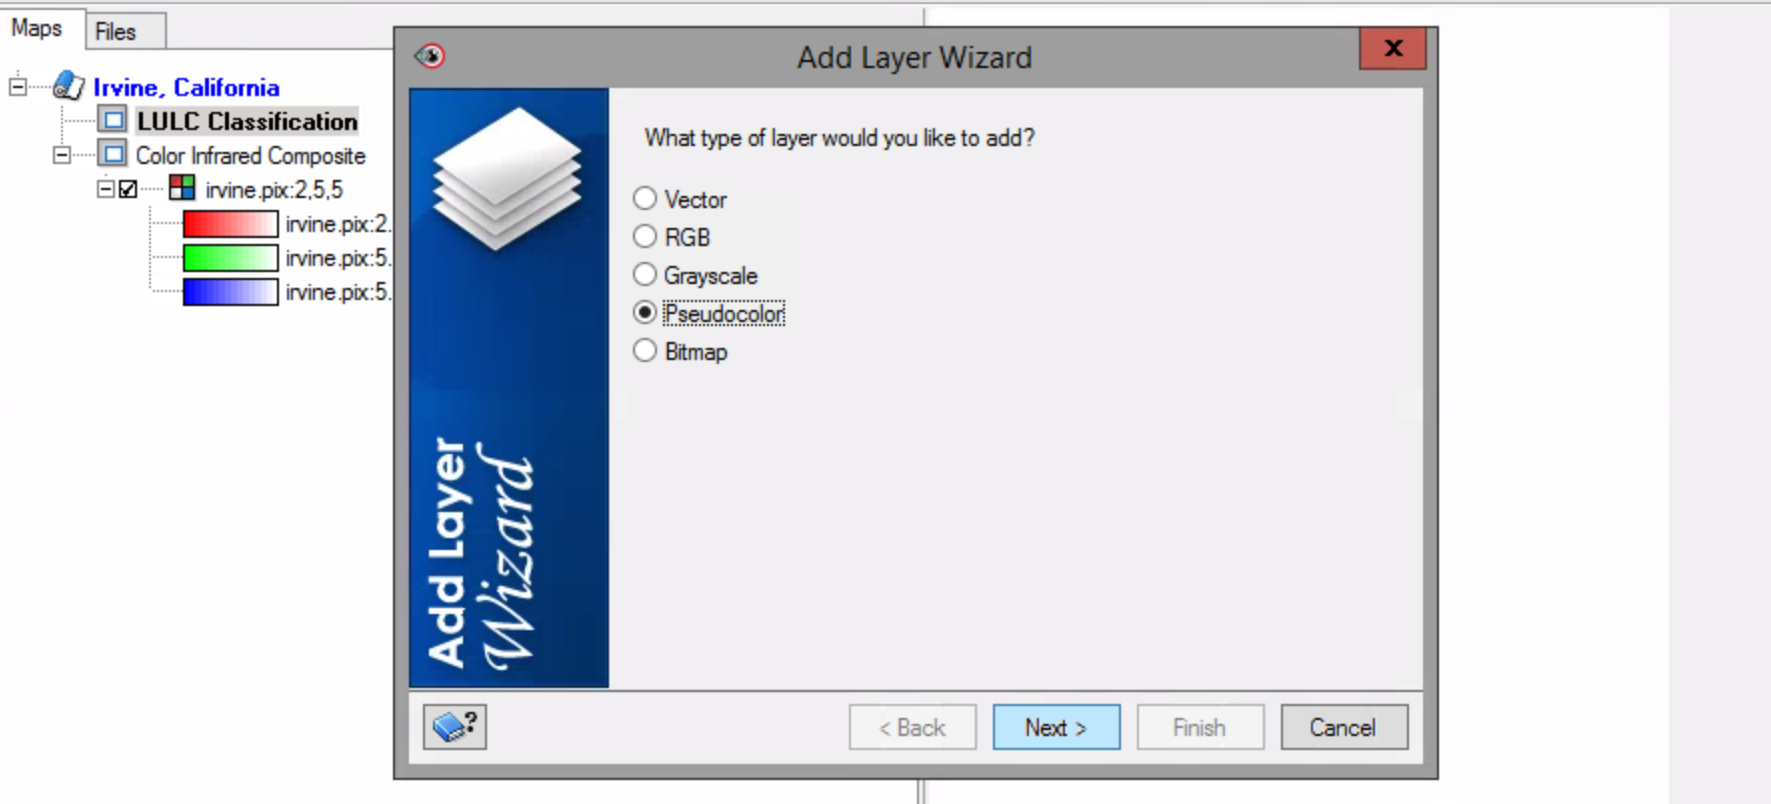 Maps
Files
Irvine, California
LULC Classification
Color Infrared Composite
irvine.pix:2,5,5
irvine.pix:2.
irvine.pix:5.
irvine.pix:5.
Add Layer Wizard
x
Add Layer
Wizard
What type of layer would you like to add?
Vector
RGB
Grayscale
Pseudocolor
Bitmap
?
< Back
Next >
Finish
Cancel